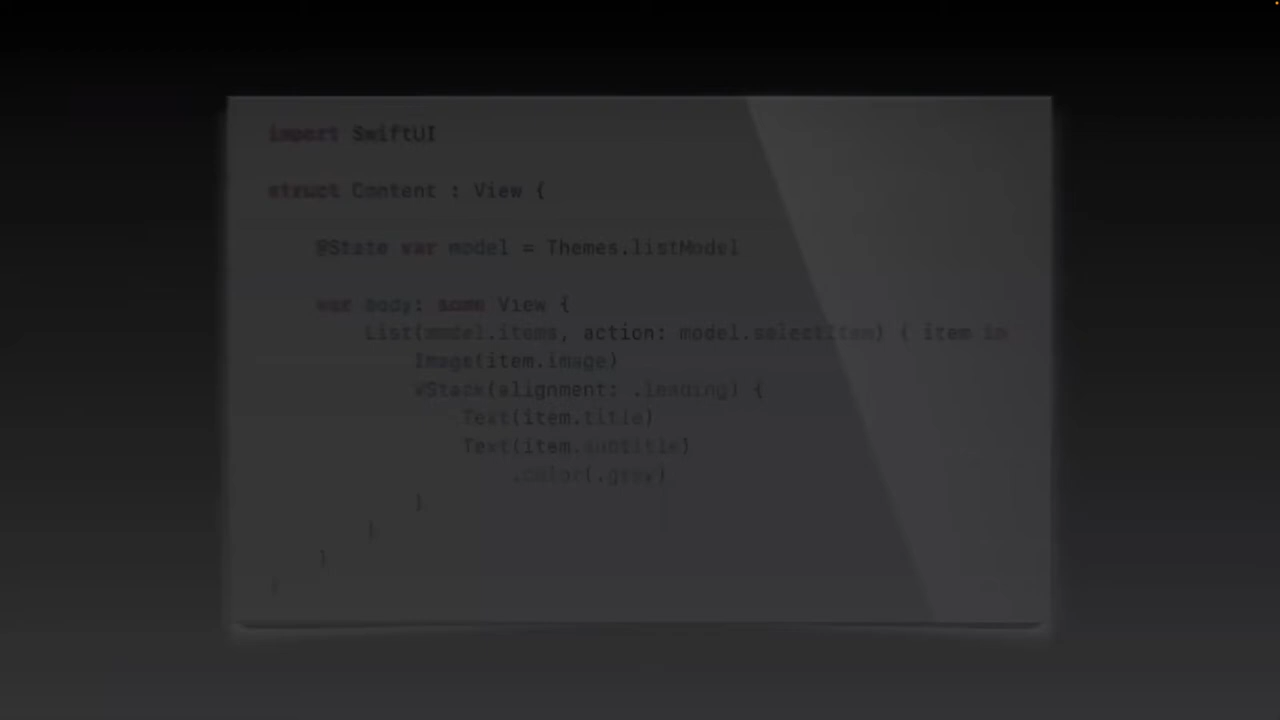 import SwiftUI
struct Content : View {
@State var model = Themes.listModel
var body: some View {
List(model.items, action: model.selectItem) { item in
Image(item.image)
VStack(alignment: .leading) {
Text(item.title)
Text(item.subtitle)
.color(.gray)
}
}
}
}